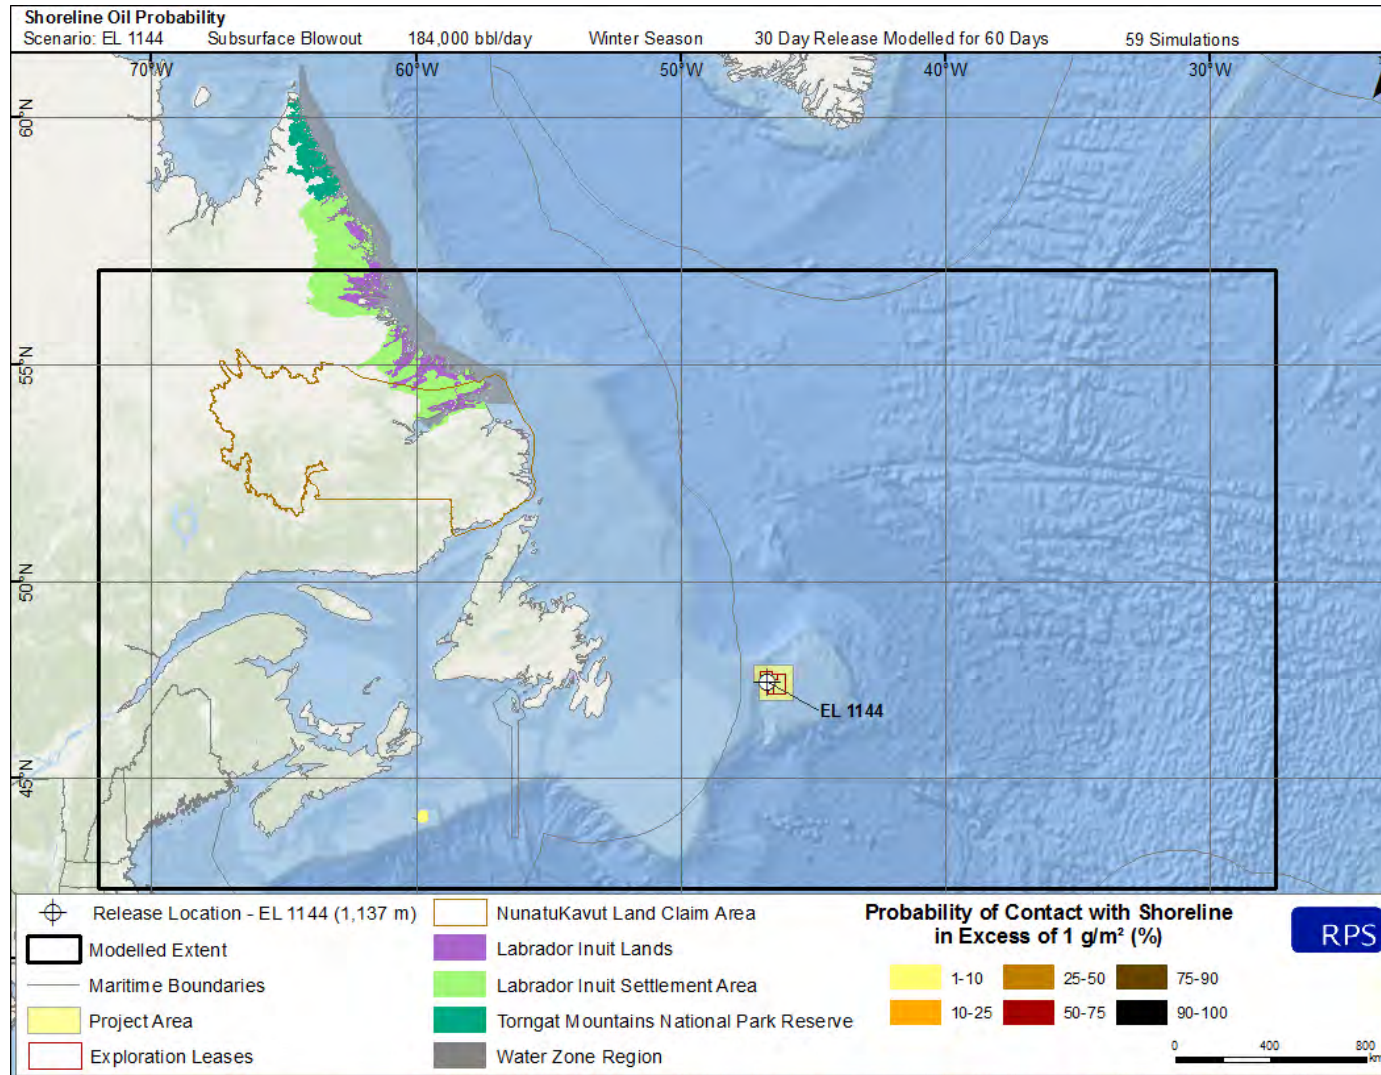 Shoreline Oil Probability
Scenario: EL 1144 Subsurface Blowout 184,000 bbl/day Winter Season 30 Day Release Modelled for 60 Days 59 Simulations
70°W 60°W 50°W 40°W 30°W
60°N
55°N
50°N
45°N
EL 1144
Release Location - EL 1144 (1,137 m)
Modelled Extent
Maritime Boundaries
Project Area
Exploration Leases
NunatuKavut Land Claim Area
Labrador Inuit Lands
Labrador Inuit Settlement Area
Torngat Mountains National Park Reserve
Water Zone Region
Probability of Contact with Shoreline
in Excess of 1 g/m² (%)
1-10 25-50 75-90
10-25 50-75 90-100
RPS
0 400 800
km